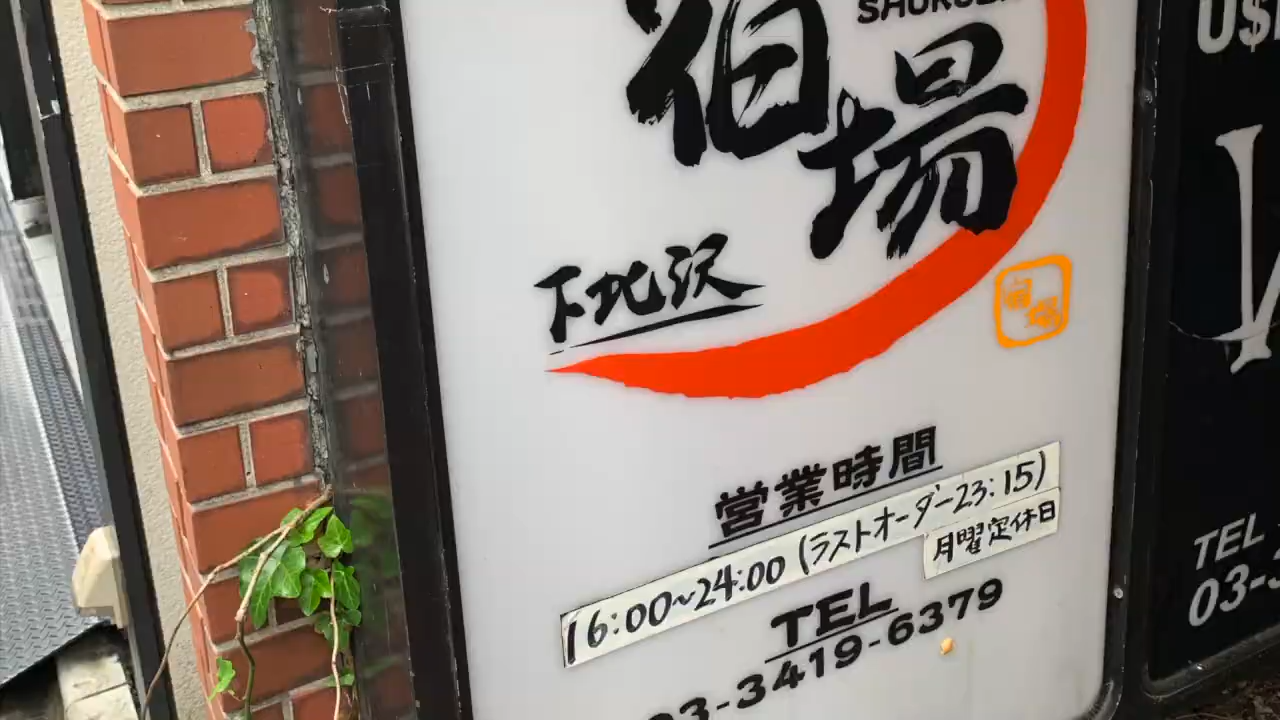 宿場
下北沢
営業時間
16:00~24:00 (ラストオーダー23:15)
月曜定休日
TEL
03-3419-6379
U$
TEL
03-